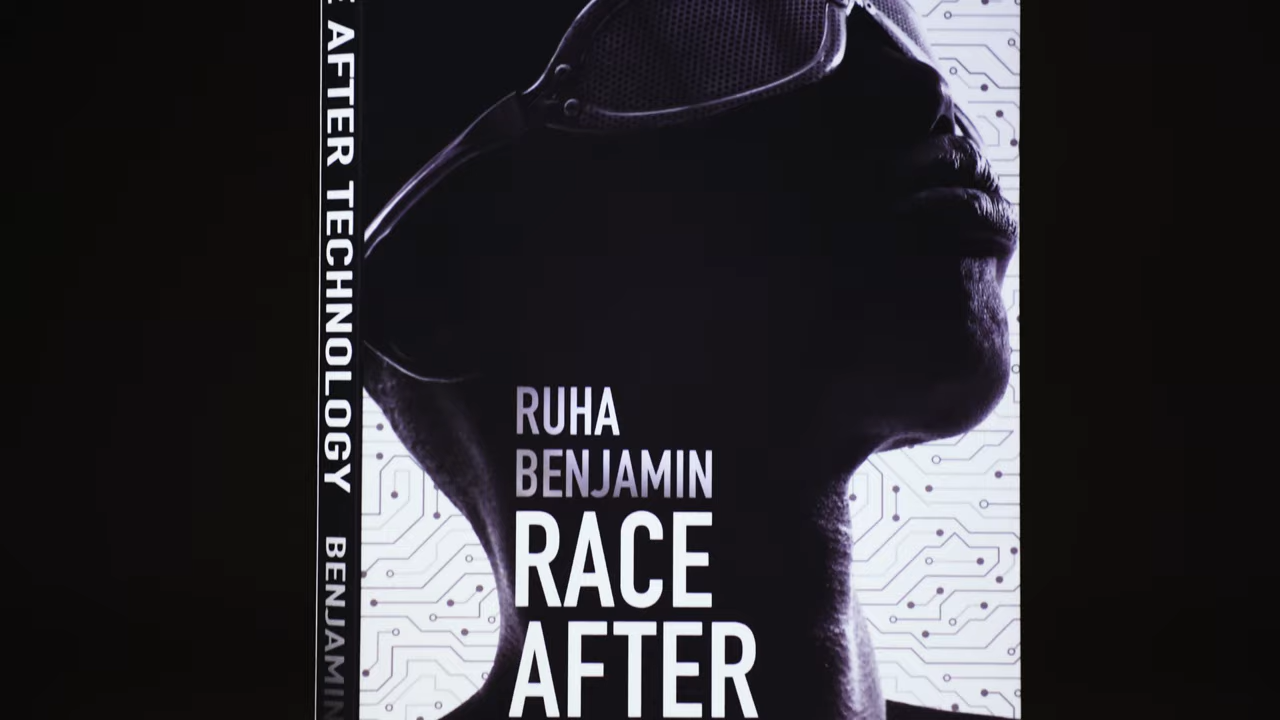 E AFTER TECHNOLOGY BENJAMIN
RUHA
BENJAMIN
RACE
AFTER